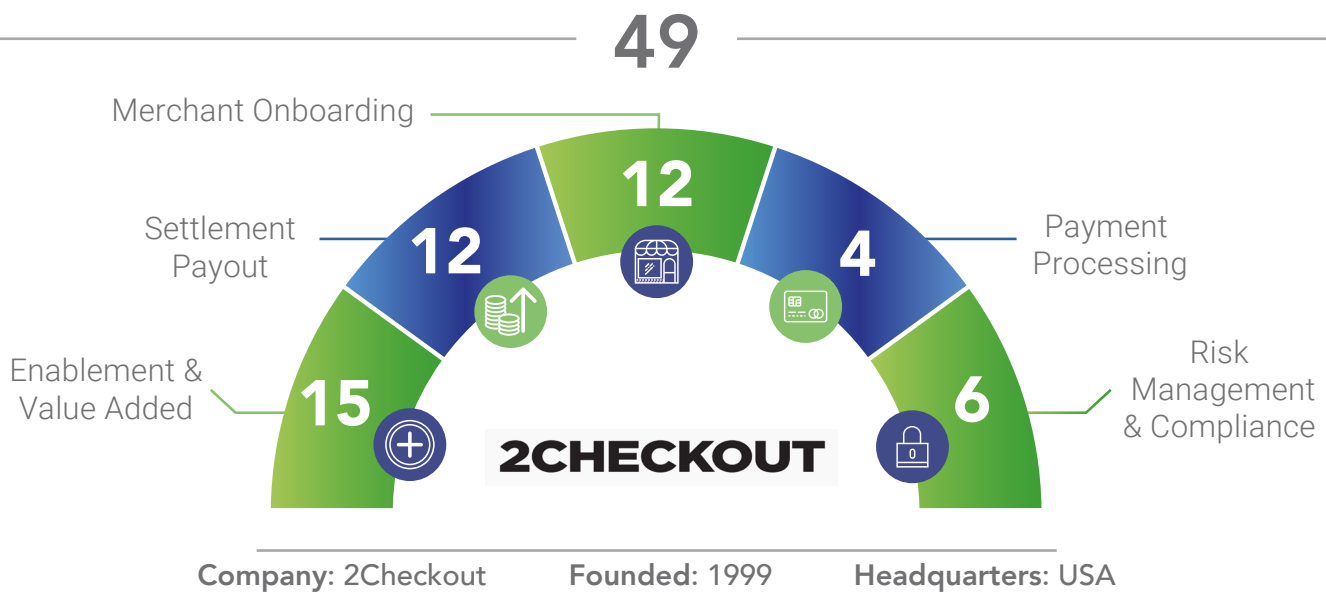 49
Merchant Onboarding
12
Settlement
Payout
12
4
Payment
Processing
Enablement &
Value Added
15
6
Risk
Management
& Compliance
2CHECKOUT
Company: 2Checkout Founded: 1999 Headquarters: USA